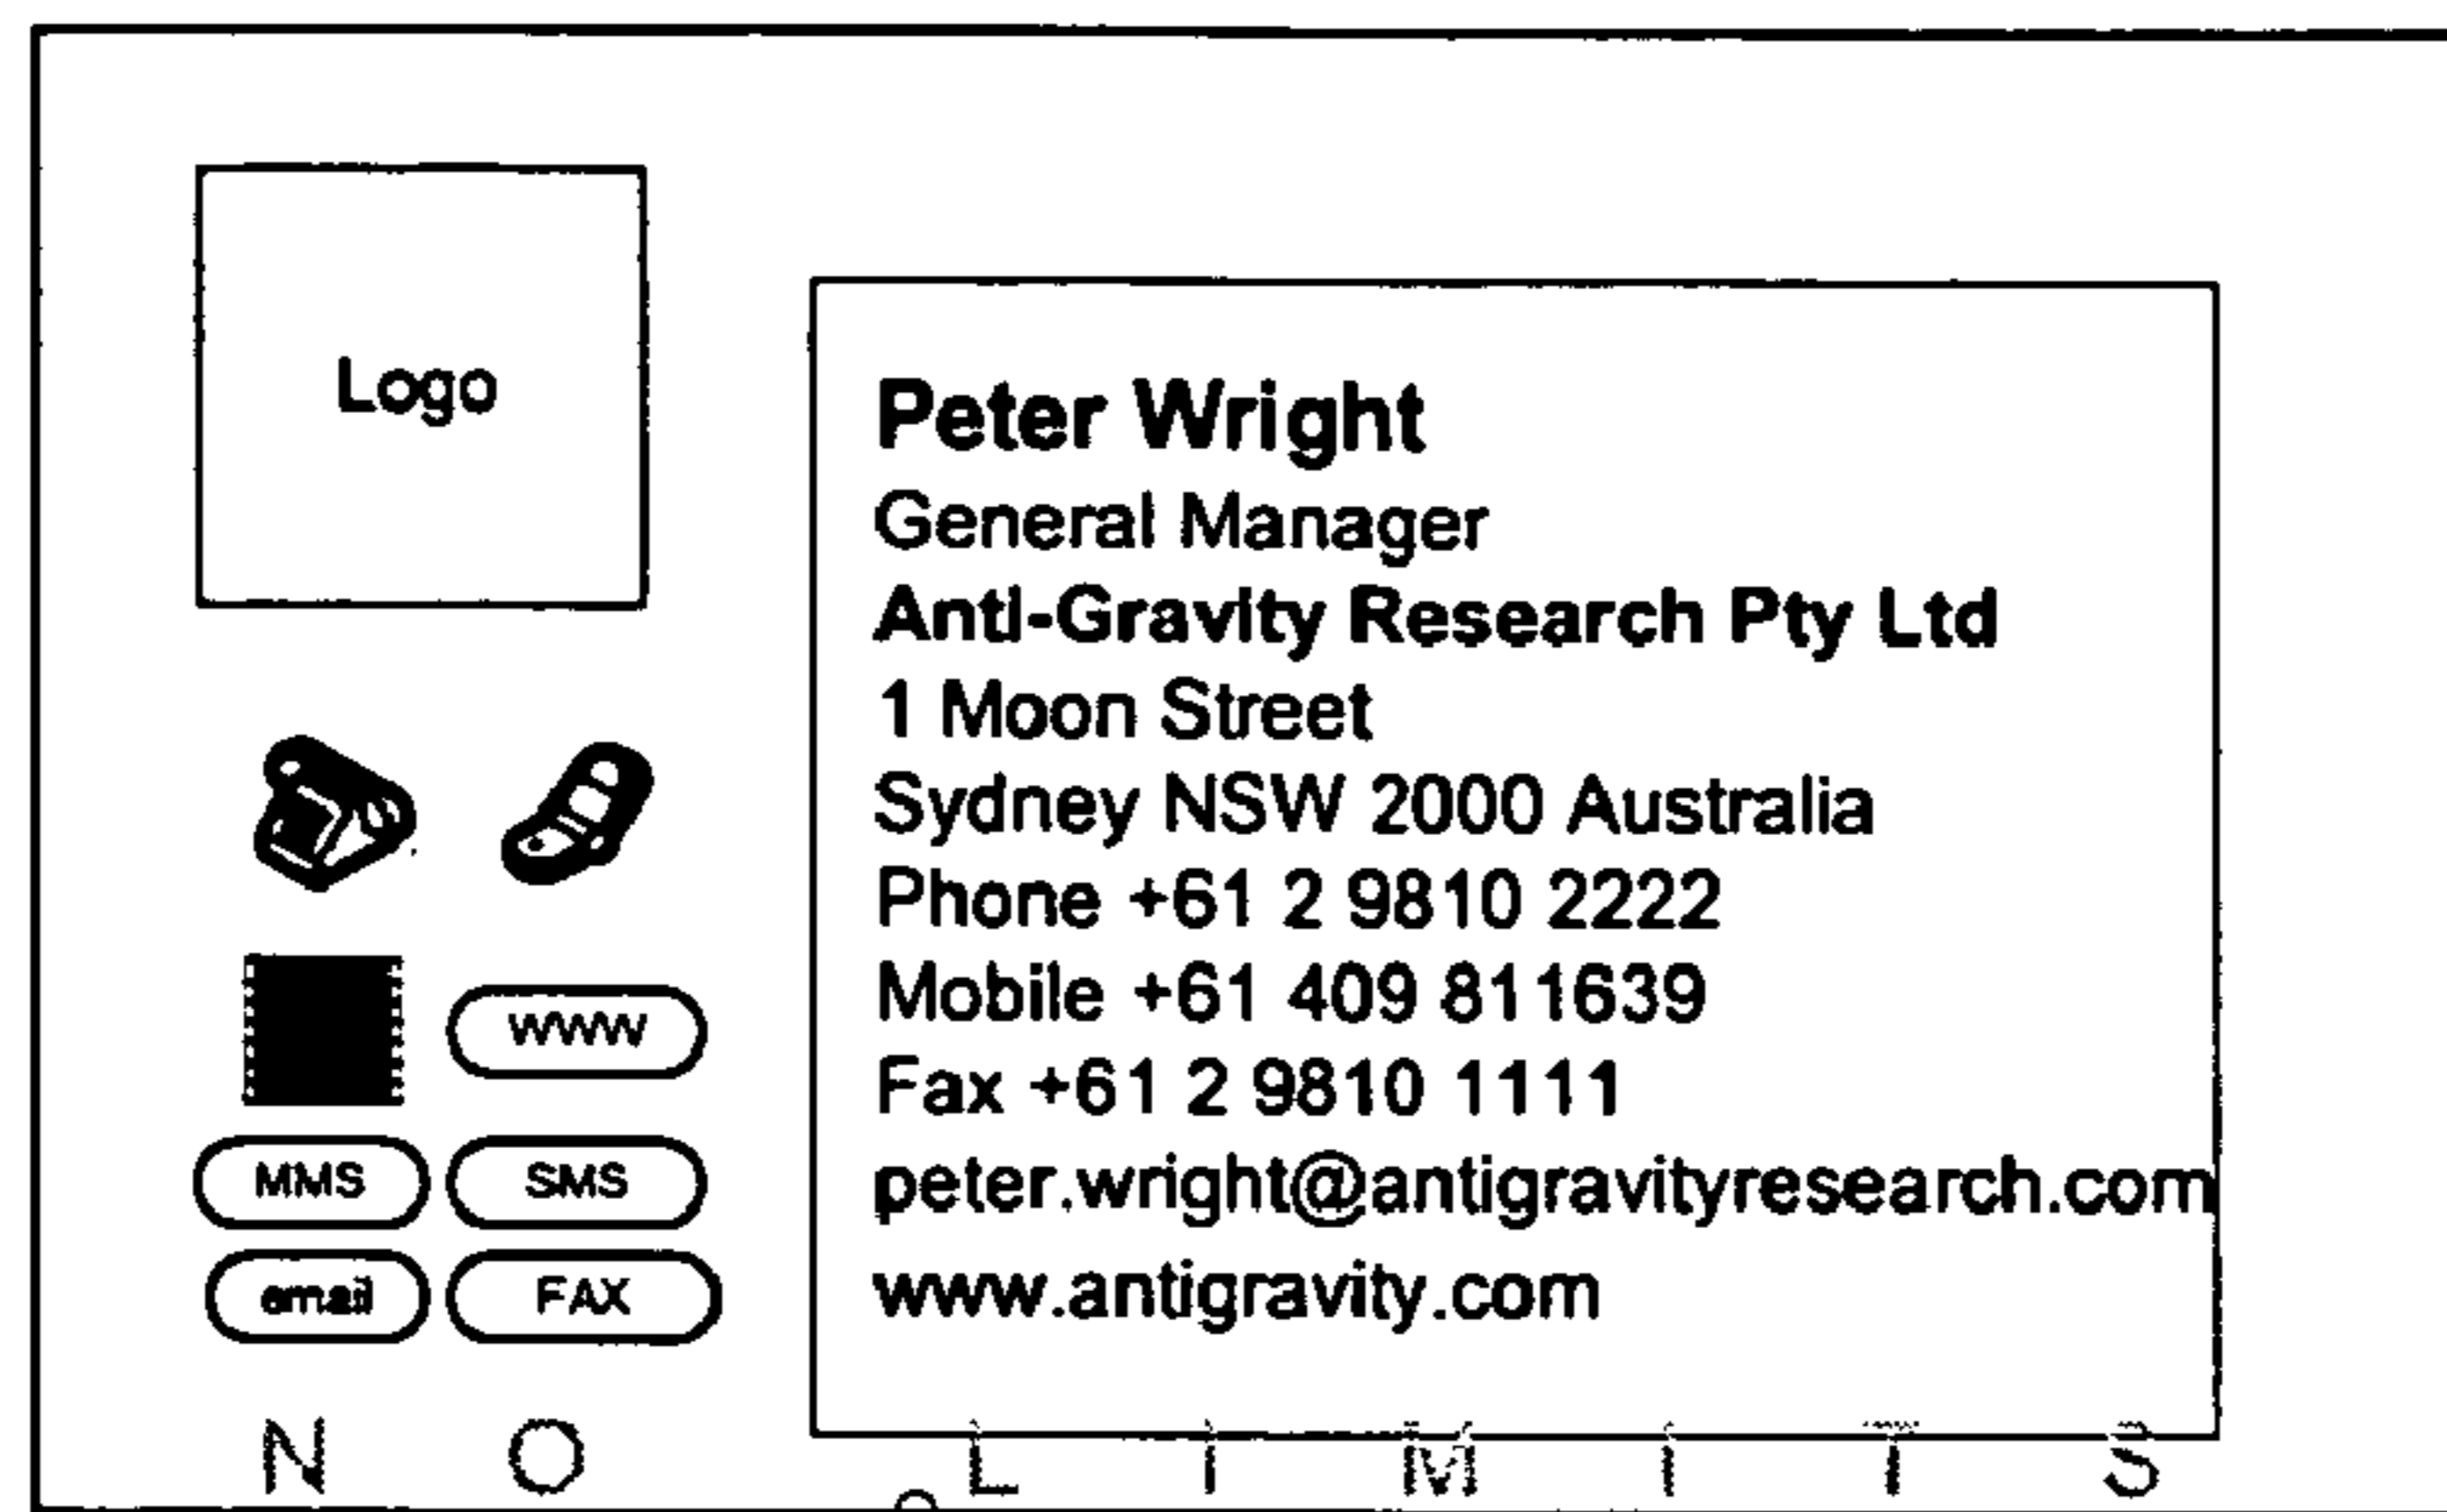 Logo
Peter Wright
General Manager
Anti-Gravity Research Pty Ltd
1 Moon Street
Sydney NSW 2000 Australia
Phone +61 2 9810 2222
Mobile +61 409 811639
Fax +61 2 9810 1111
peter.wright@antigravityresearch.com
www.antigravity.com
WWW
MMS SMS
email FAX
NO LIMITS